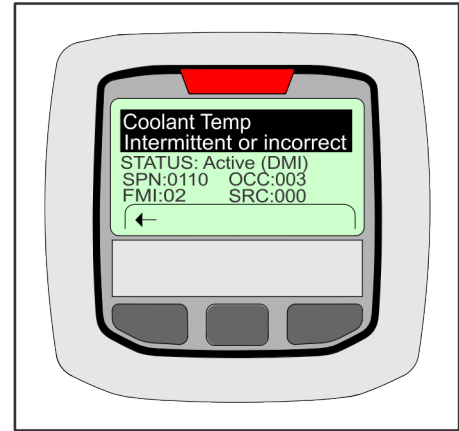 Coolant Temp
Intermittent or incorrect
STATUS: Active (DMI)
SPN:0110 OCC:003
FMI:02 SRC:000